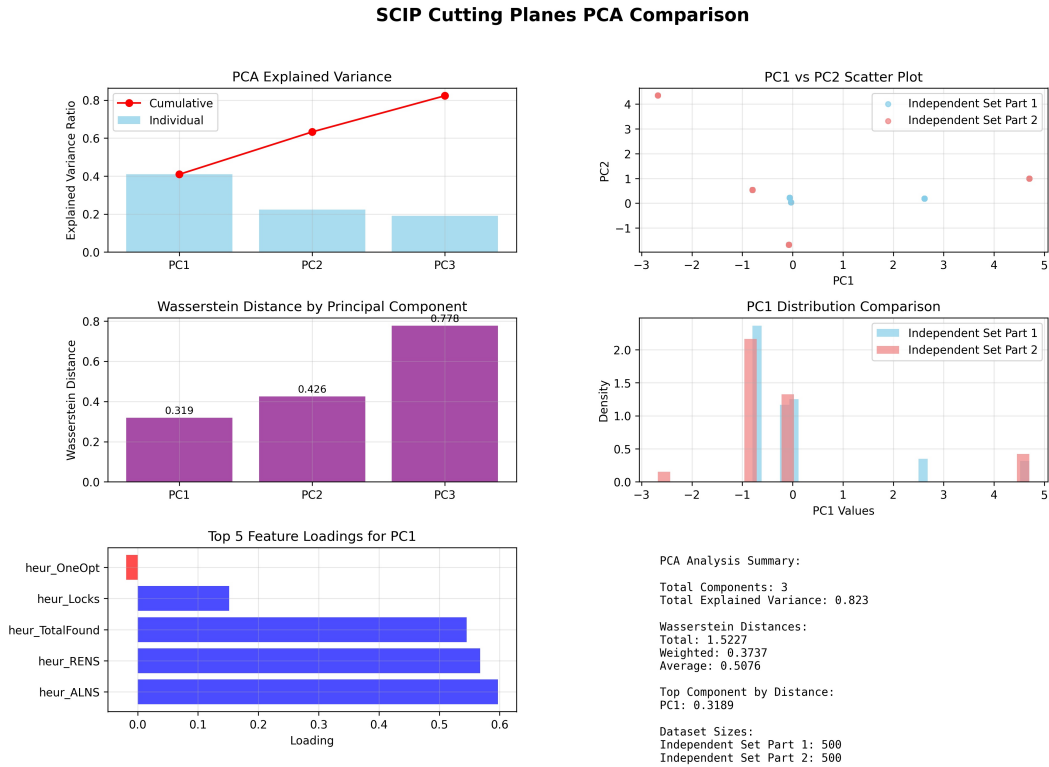 SCIP Cutting Planes PCA Comparison
PCA Explained Variance
Explained Variance Ratio
0.8
0.6
0.4
0.2
0.0
Cumulative
Individual
PC1 PC2 PC3
PC1 vs PC2 Scatter Plot
PC2
4
3
2
1
0
−1
Independent Set Part 1
Independent Set Part 2
−3 −2 −1 0 1 2 3 4 5
PC1
Wasserstein Distance by Principal Component
Wasserstein Distance
0.8
0.6
0.4
0.2
0.0
0.319
0.426
0.778
PC1 PC2 PC3
PC1 Distribution Comparison
Density
2.0
1.5
1.0
0.5
0.0
Independent Set Part 1
Independent Set Part 2
−3 −2 −1 0 1 2 3 4 5
PC1 Values
Top 5 Feature Loadings for PC1
heur_OneOpt
heur_Locks
heur_TotalFound
heur_RENS
heur_ALNS
0.0 0.1 0.2 0.3 0.4 0.5 0.6
Loading
PCA Analysis Summary:
Total Components: 3
Total Explained Variance: 0.823
Wasserstein Distances:
Total: 1.5227
Weighted: 0.3737
Average: 0.5076
Top Component by Distance:
PC1: 0.3189
Dataset Sizes:
Independent Set Part 1: 500
Independent Set Part 2: 500